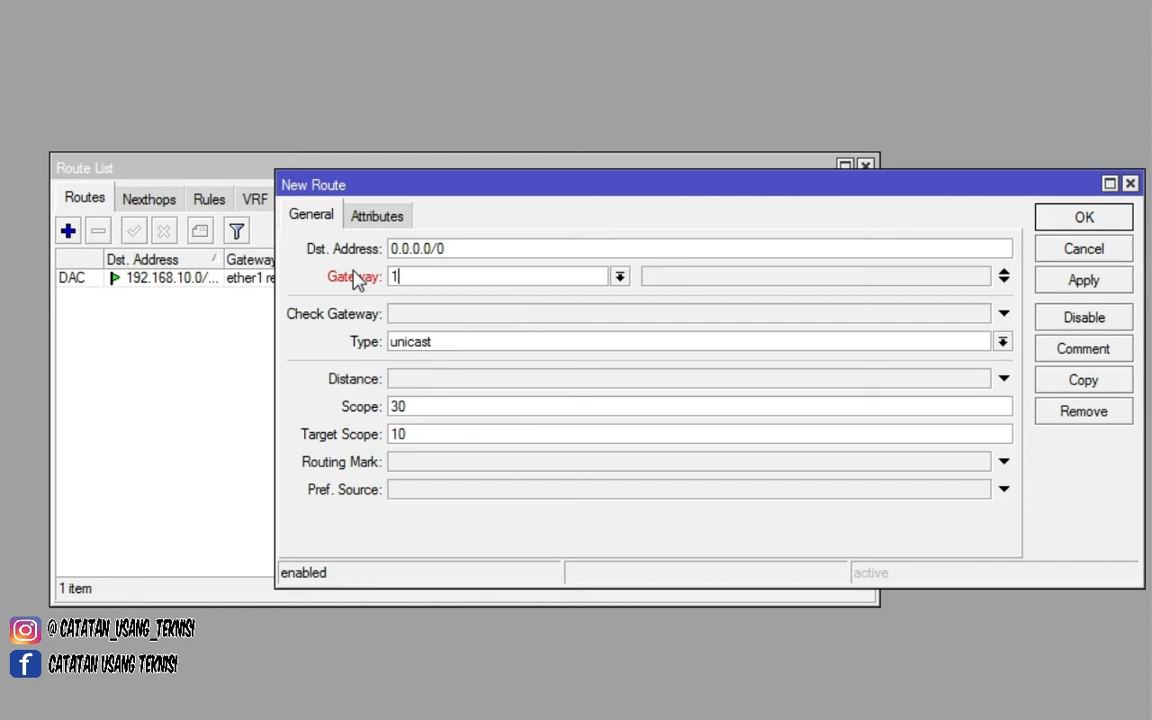 Route List
New Route
Routes Nexthops Rules VRF
General Attributes
OK
Dst. Address: 0.0.0.0/0
Cancel
Dst. Address Gateway
DAC 192.168.10.0/... ether1 re
Gateway: 1
Apply
Check Gateway:
Disable
Type: unicast
Comment
Distance:
Copy
Scope: 30
Remove
Target Scope: 10
Routing Mark:
Pref. Source:
enabled
active
1 item
@ CATATAN_USANG_TEKNISI
CATATAN USANG TEKNISI